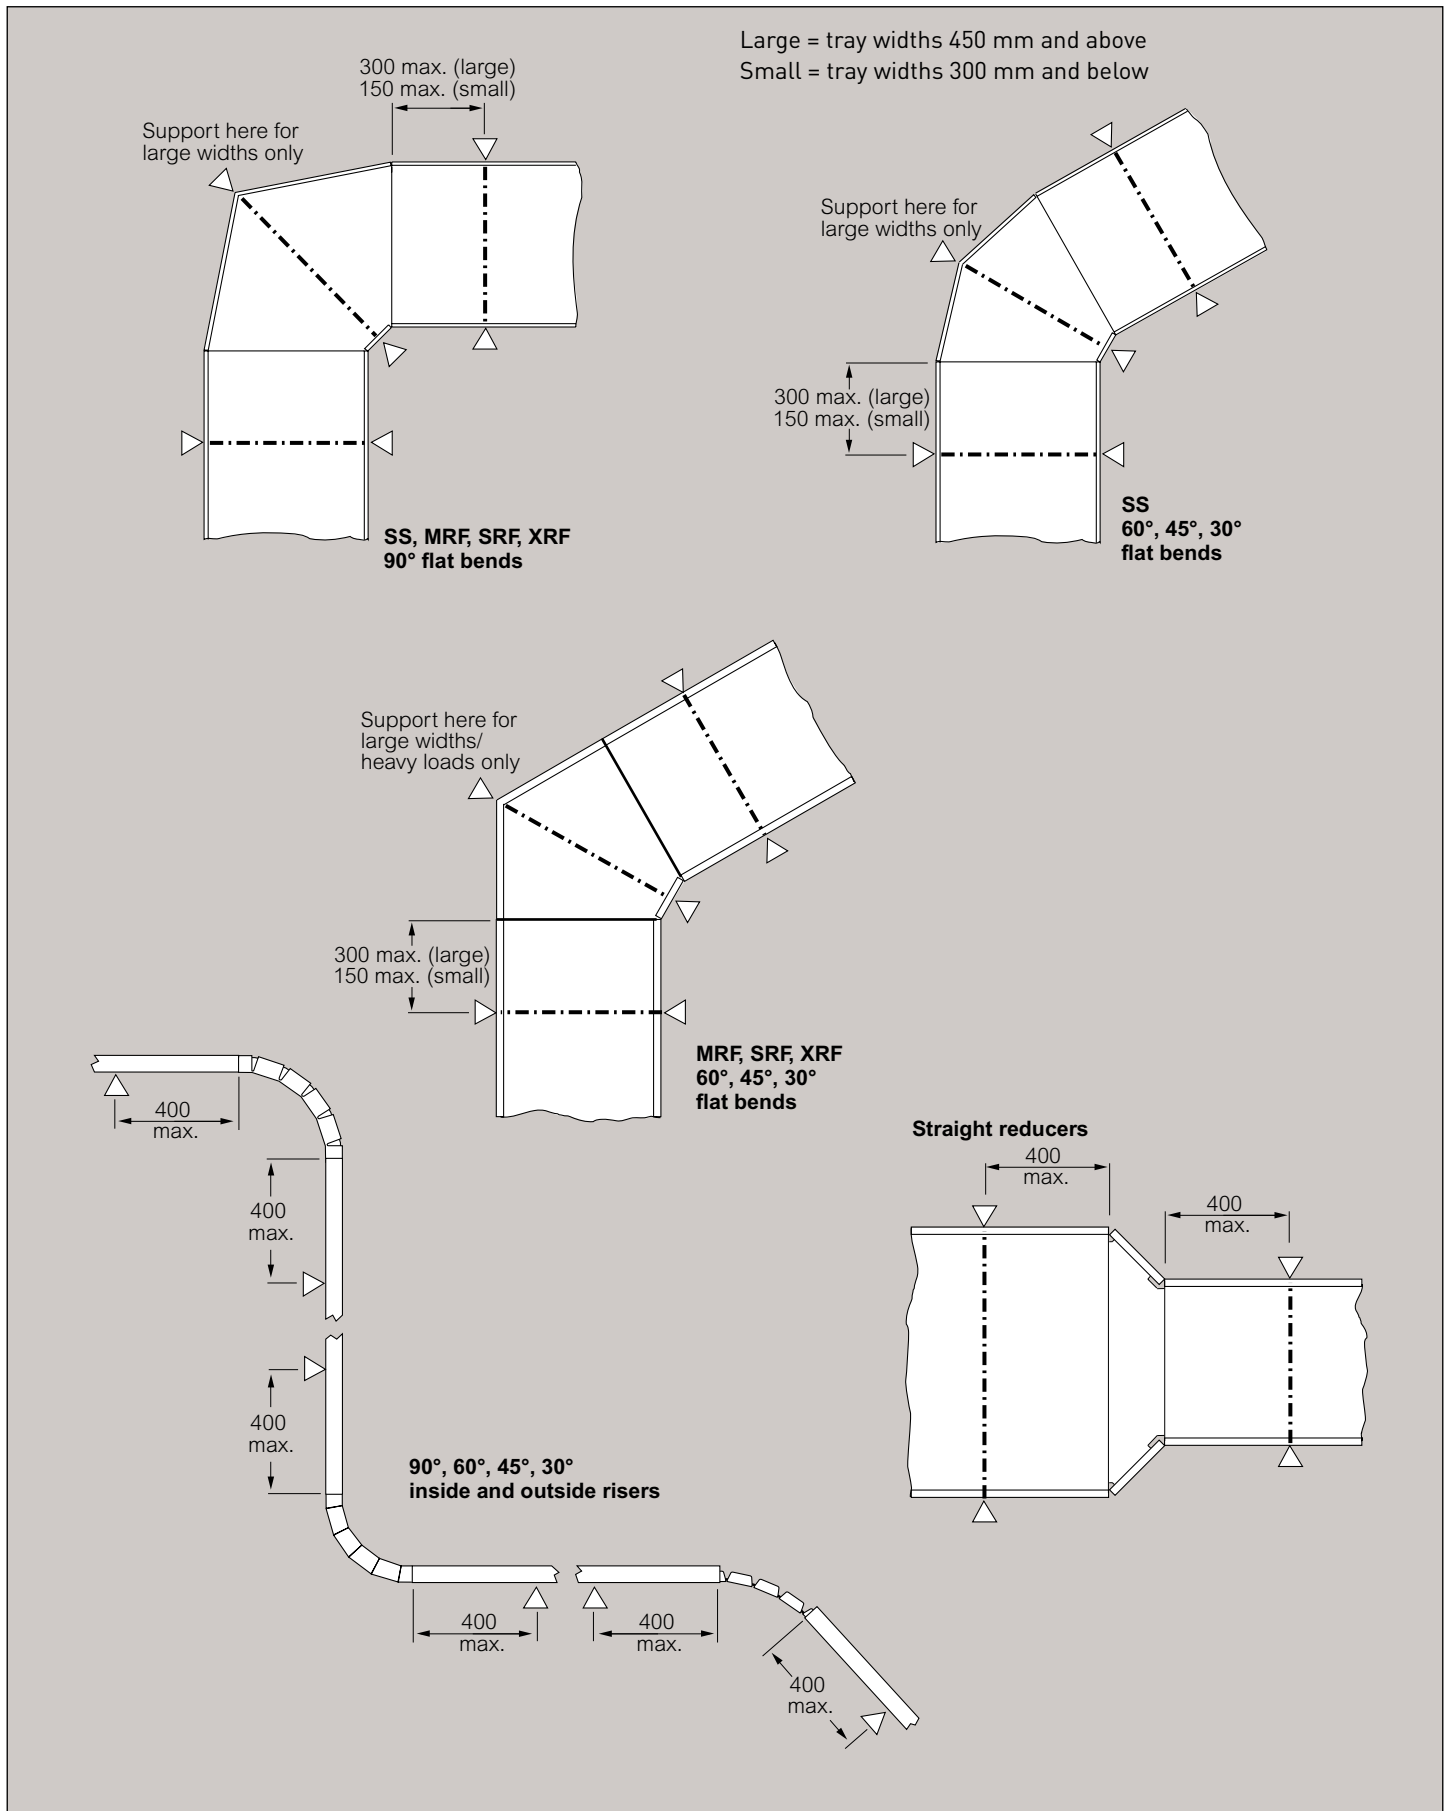 Large = tray widths 450 mm and above
Small = tray widths 300 mm and below
300 max. (large)
150 max. (small)
Support here for
large widths only
SS, MRF, SRF, XRF
90° flat bends
Support here for
large widths only
300 max. (large)
150 max. (small)
SS
60°, 45°, 30°
flat bends
Support here for
large widths/
heavy loads only
300 max. (large)
150 max. (small)
MRF, SRF, XRF
60°, 45°, 30°
flat bends
400
max.
400
max.
400
max.
90°, 60°, 45°, 30°
inside and outside risers
400
max.
400
max.
400
max.
Straight reducers
400
max.
400
max.